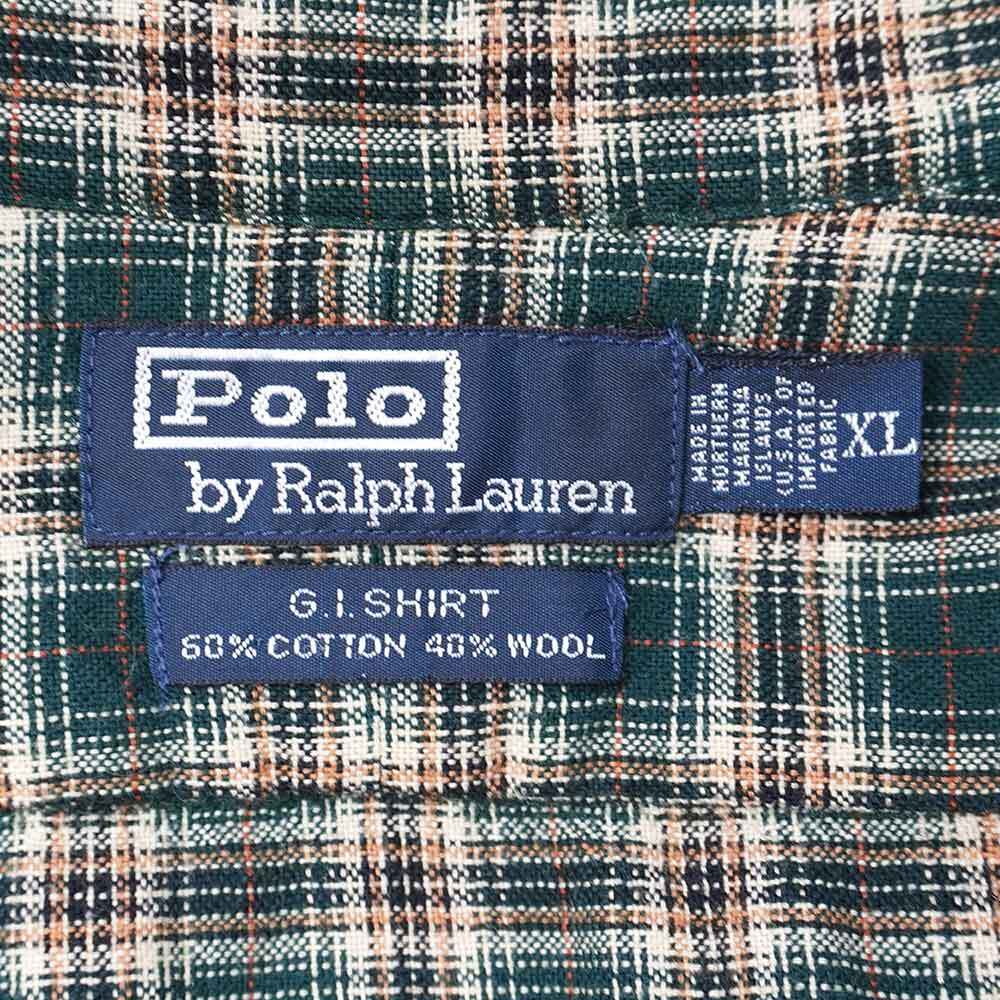 Polo
by Ralph Lauren
MADE IN
NORTHERN
MARIANA
ISLANDS
(U.S.A.) OF
IMPORTED
FABRIC
XL
G.I.SHIRT
60% COTTON 40% WOOL